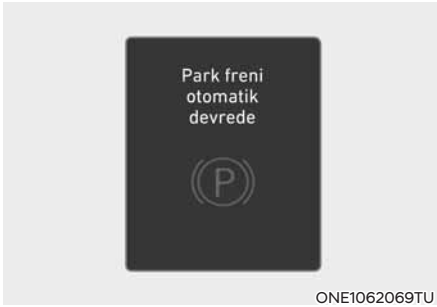 Park freni
otomatik
devrede
(P)
ONE1062069TU